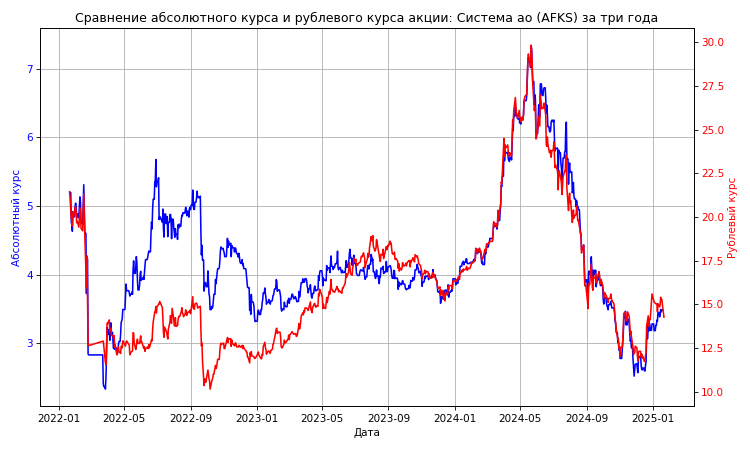 Сравнение абсолютного курса и рублевого курса акции: Система ао (AFKS) за три года
Абсолютный курс
7
6
5
4
3
30.0
27.5
25.0
22.5
20.0
17.5
15.0
12.5
10.0
Рублевый курс
2022-01 2022-05 2022-09 2023-01 2023-05 2023-09 2024-01 2024-05 2024-09 2025-01
Дата